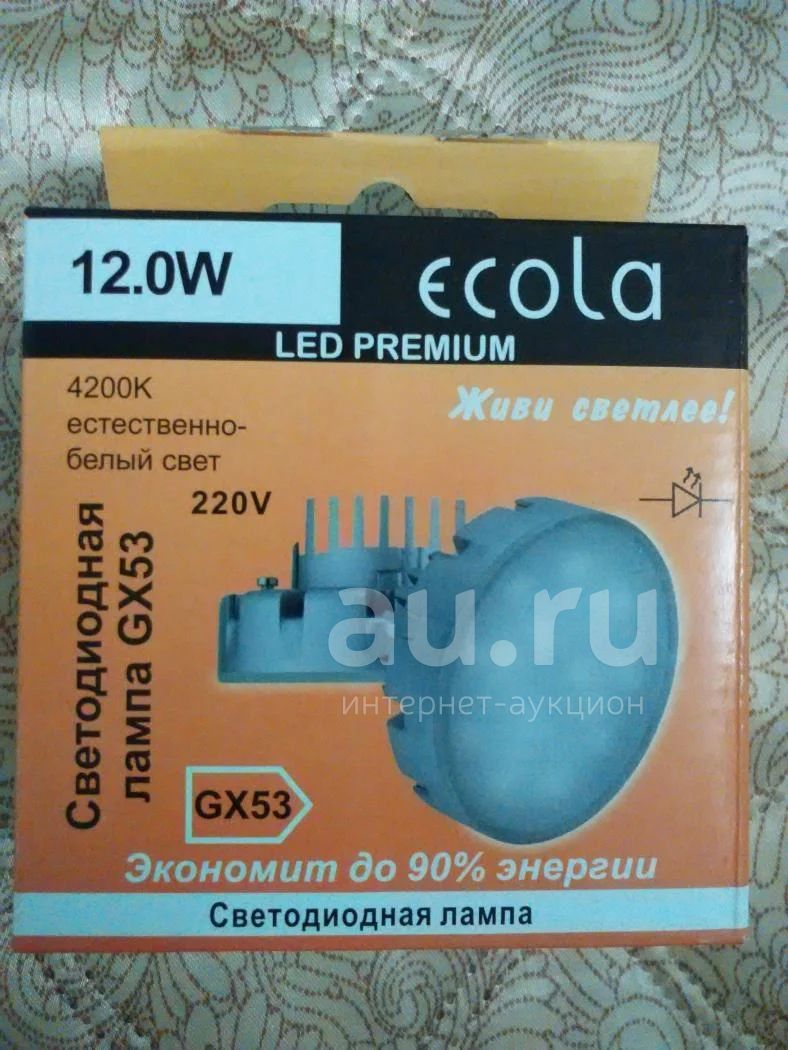 12.0W
ecola
LED PREMIUM
4200K
естественно-
белый свет
Живи светлее!
220V
Светодиодная
лампа GX53
au.ru
интернет-аукцион
GX53
Экономит до 90% энергии
Светодиодная лампа